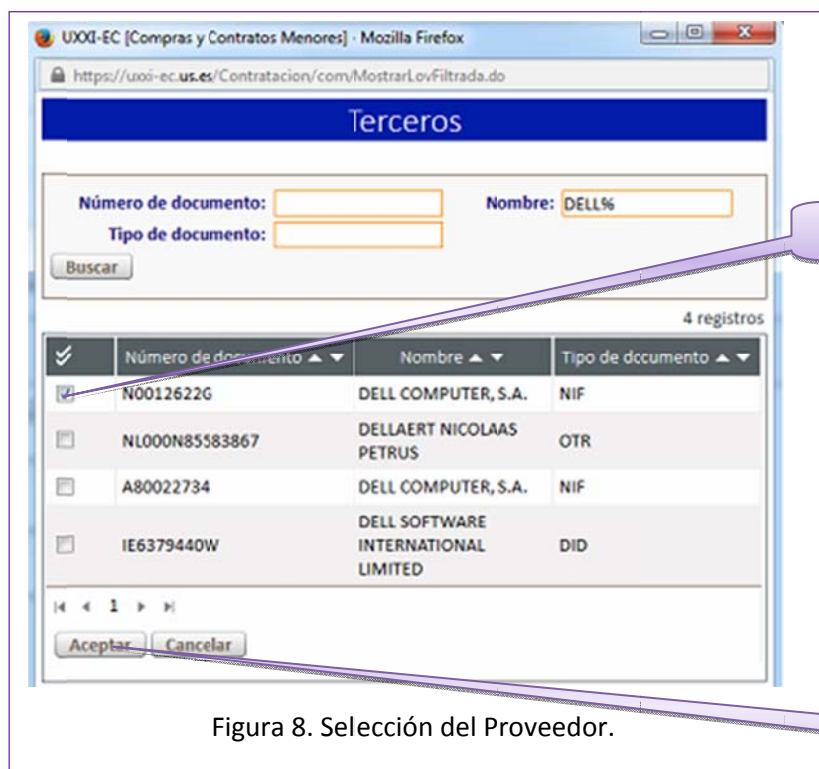 UXXI-EC [Compras y Contratos Menores] - Mozilla Firefox
https://uxxi-ec.us.es/Contratacion/com/MostrarLovFiltrada.do
Terceros
Número de documento: Nombre: DELL%
Tipo de documento:
Buscar
4 registros
Número de documento Nombre Tipo de documento
N0012622G DELL COMPUTER, S.A. NIF
NL000N85583867 DELLAERT NICOLAAS PETRUS OTR
A80022734 DELL COMPUTER, S.A. NIF
IE6379440W DELL SOFTWARE INTERNATIONAL LIMITED DID
1
Aceptar Cancelar
Figura 8. Selección del Proveedor.